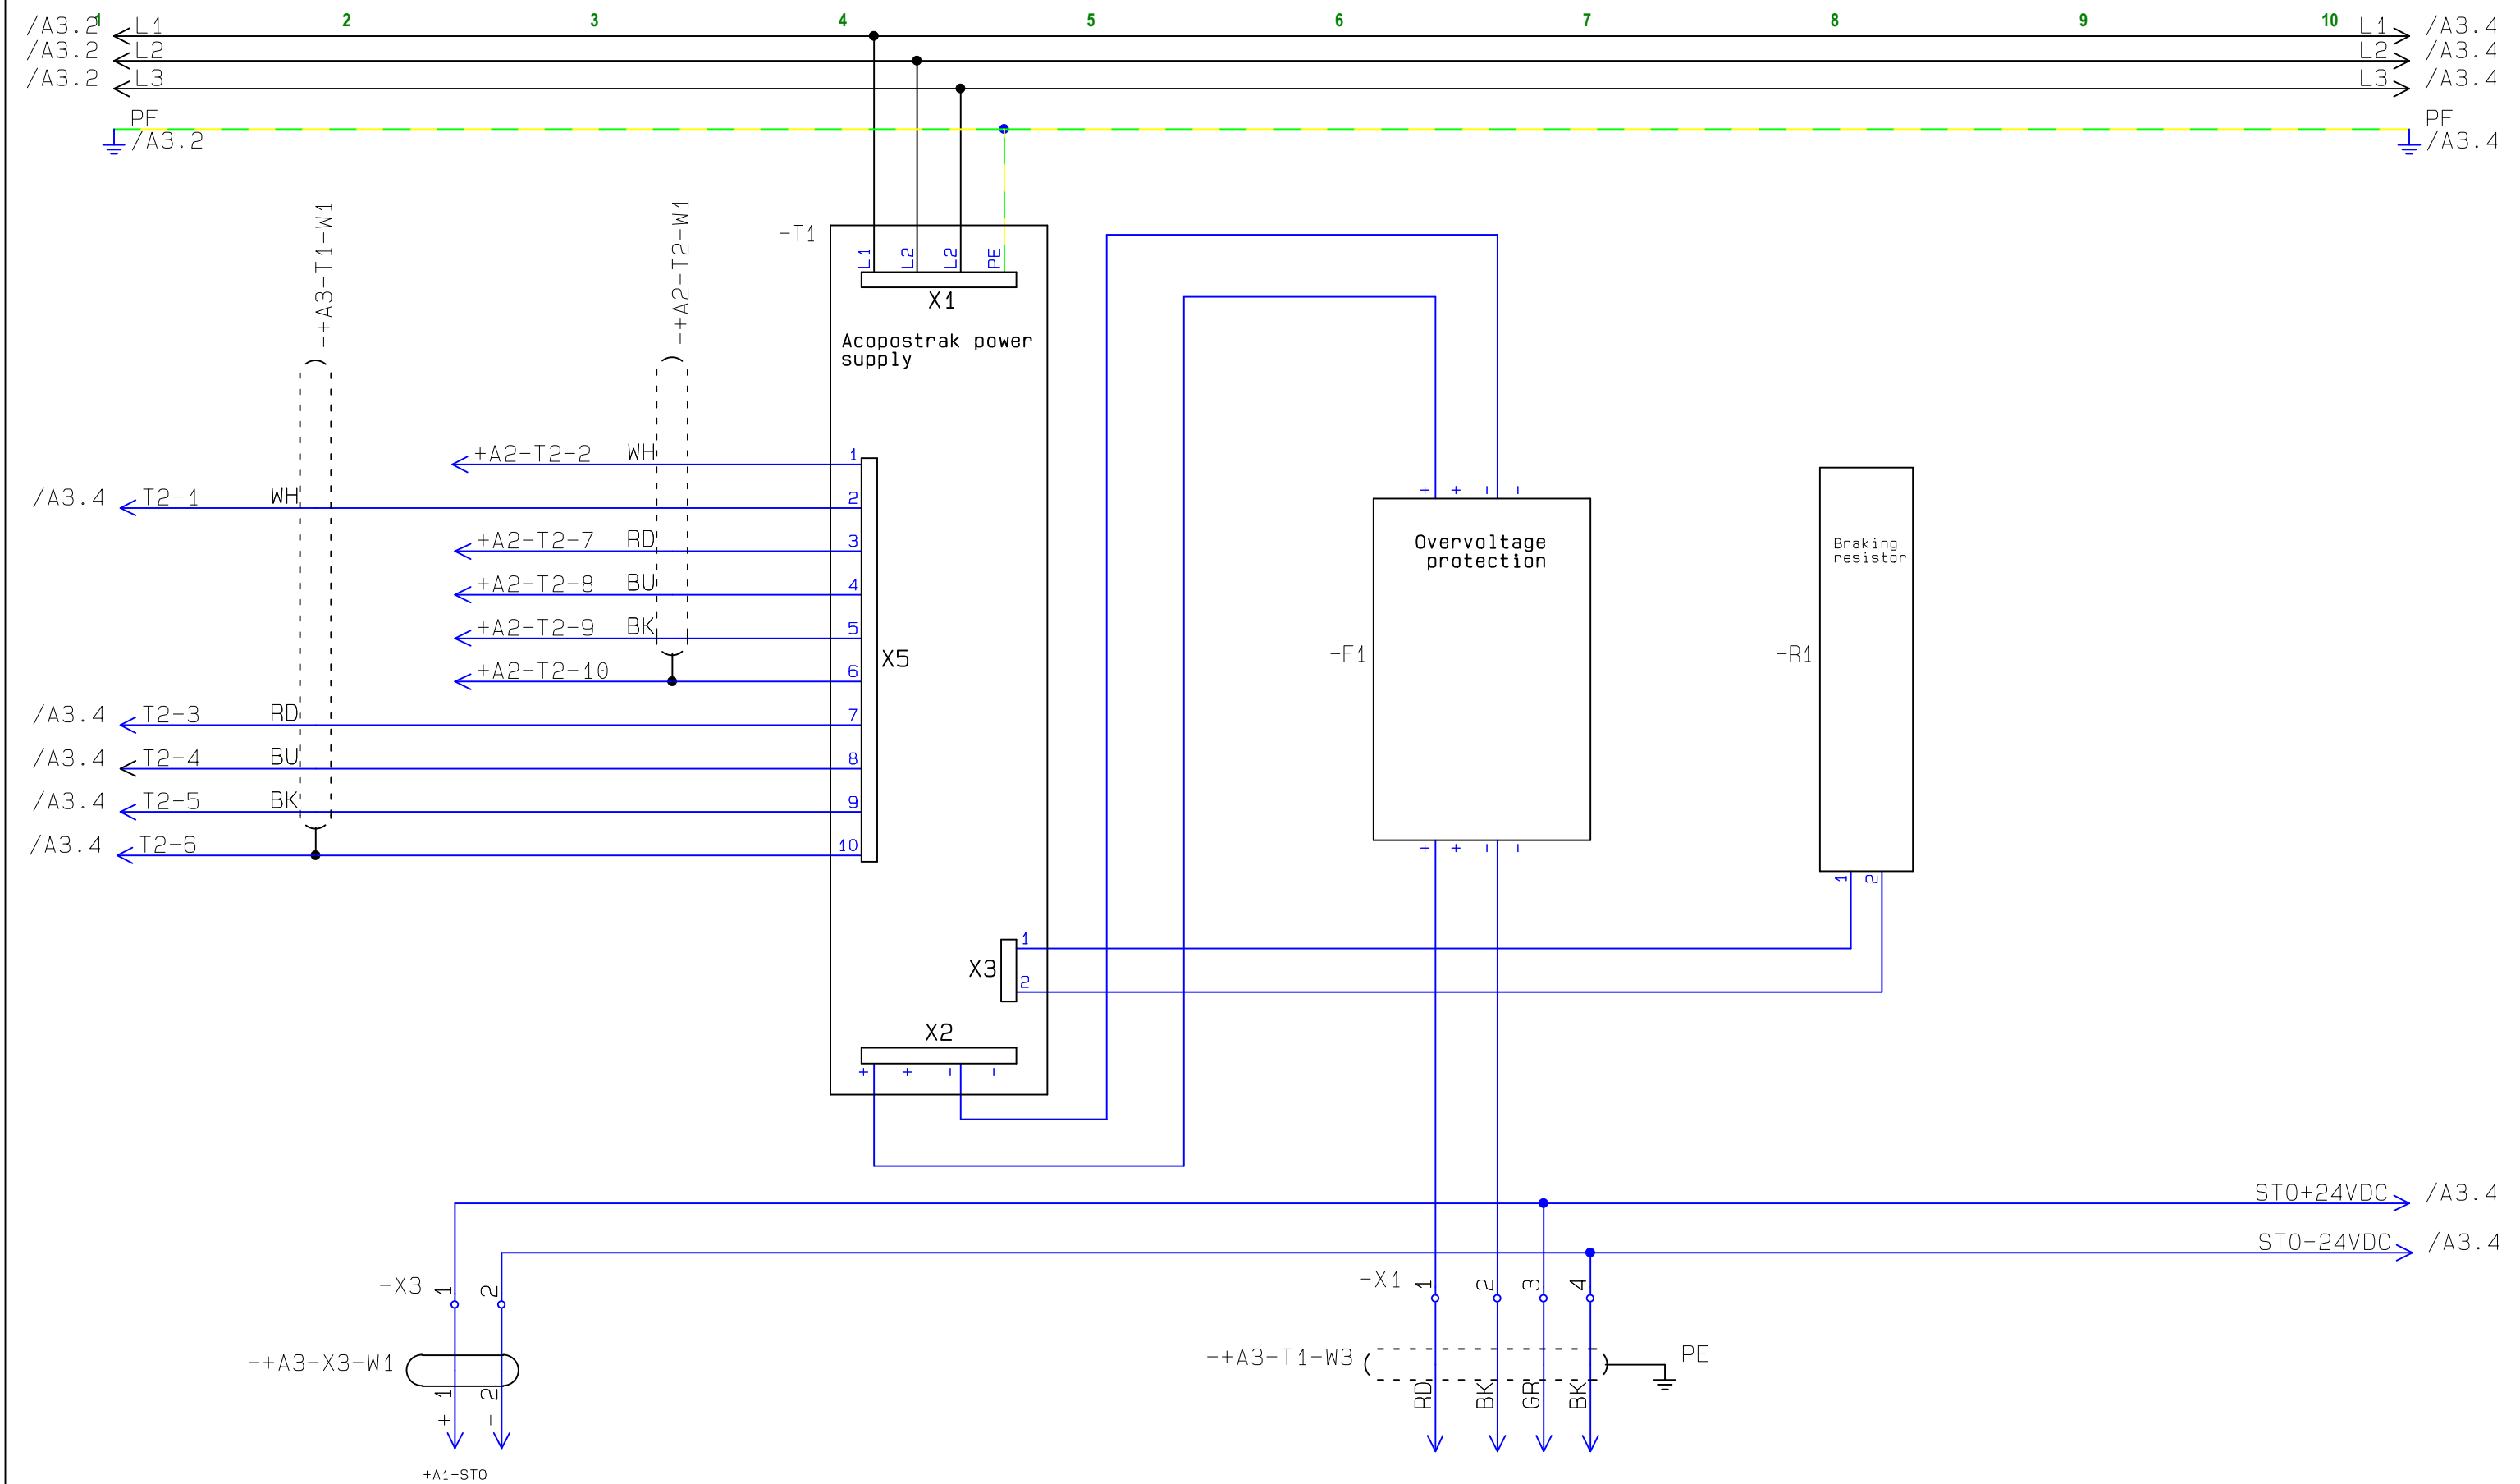 1 2 3 4 5 6 7 8 9 10
/A3.2 L1 L1 /A3.4
/A3.2 L2 L2 /A3.4
/A3.2 L3 L3 /A3.4
PE PE
/A3.2 /A3.4
-+A3-T1-W1
-+A2-T2-W1
-T1
L1 L2 L2 PE
X1
Acopostrak power
supply
+A2-T2-2 WH 1
/A3.4 T2-1 WH 2
+A2-T2-7 RD 3
+A2-T2-8 BU 4
+A2-T2-9 BK 5
+A2-T2-10 6
X5
/A3.4 T2-3 RD 7
/A3.4 T2-4 BU 8
/A3.4 T2-5 BK 9
/A3.4 T2-6 10
+ + - -
Overvoltage
protection
-F1
+ + - -
Braking
resistor
-R1
1 2
1
X3
2
X2
+ + - -
STO+24VDC /A3.4
STO-24VDC /A3.4
-X3 1 2
-+A3-X3-W1
+ 1 - 2
+A1-STO
-X1 1 2 3 4
-+A3-T1-W3 PE
RD BK GR BK